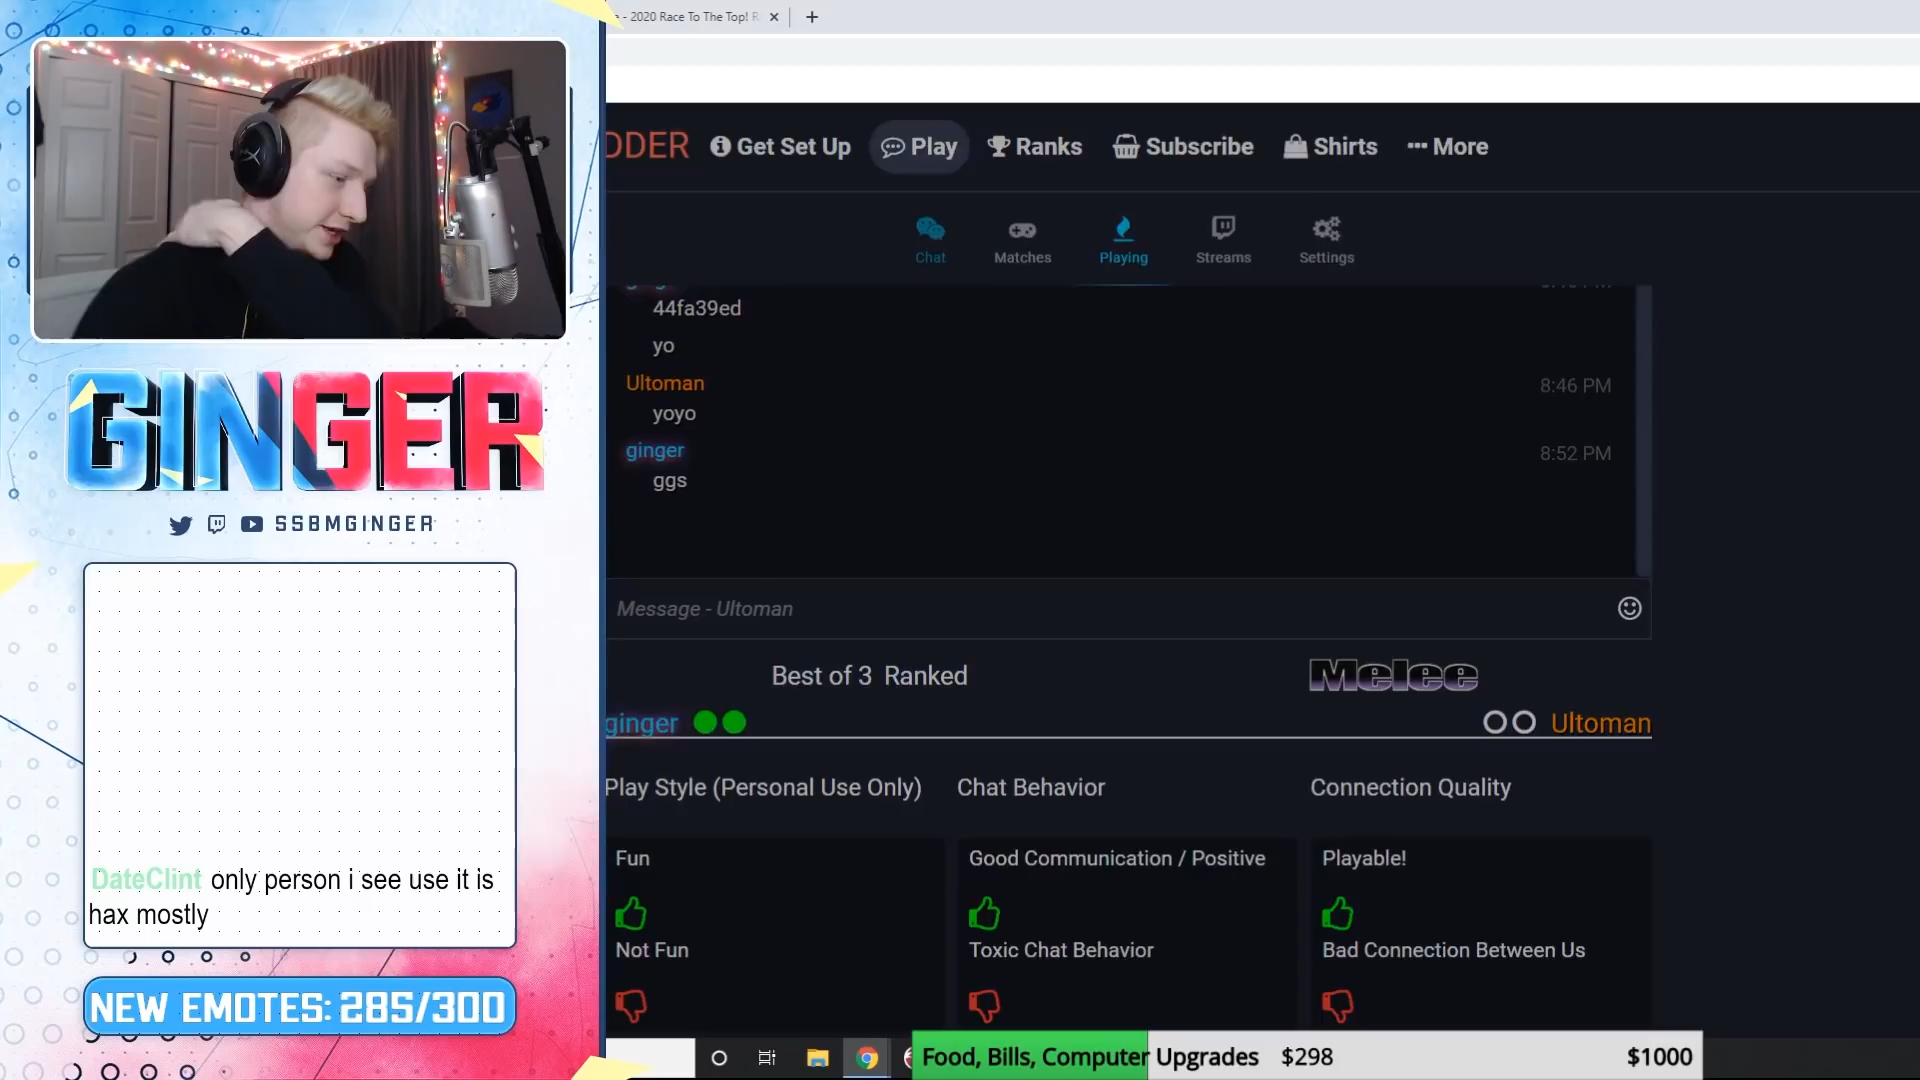 - 2020 Race To The Top! R
DDER
Get Set Up
Play
Ranks
Subscribe
Shirts
More
Chat
Matches
Playing
Streams
Settings
44fa39ed
yo
Ultoman
8:46 PM
yoyo
ginger
8:52 PM
ggs
Message - Ultoman
Best of 3 Ranked
Melee
ginger
Ultoman
Play Style (Personal Use Only)
Chat Behavior
Connection Quality
Fun
Good Communication / Positive
Playable!
Not Fun
Toxic Chat Behavior
Bad Connection Between Us
GINGER
SSBMGINGER
DateClint only person i see use it is
hax mostly
NEW EMOTES: 285/300
Food, Bills, Computer Upgrades $298 $1000